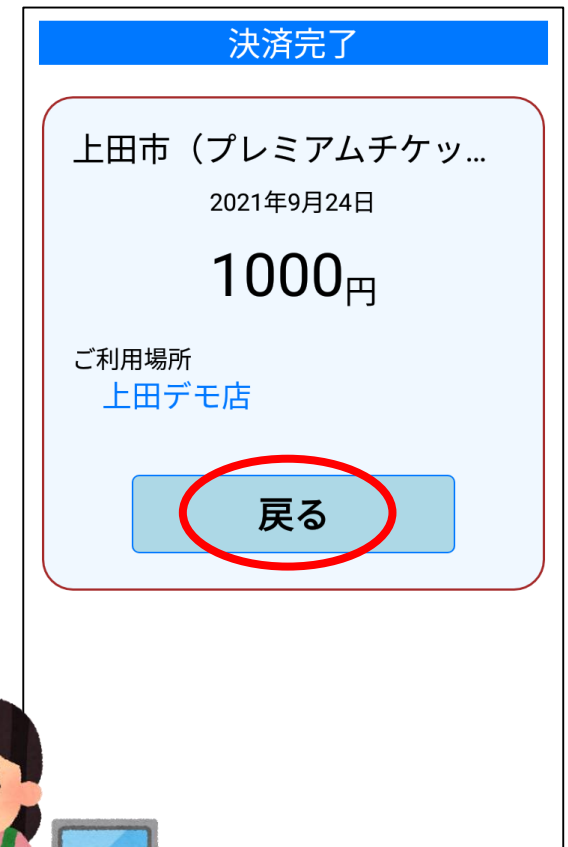 決済完了
上田市（プレミアムチケッ...
2021年9月24日
1000円
ご利用場所
上田デモ店
戻る